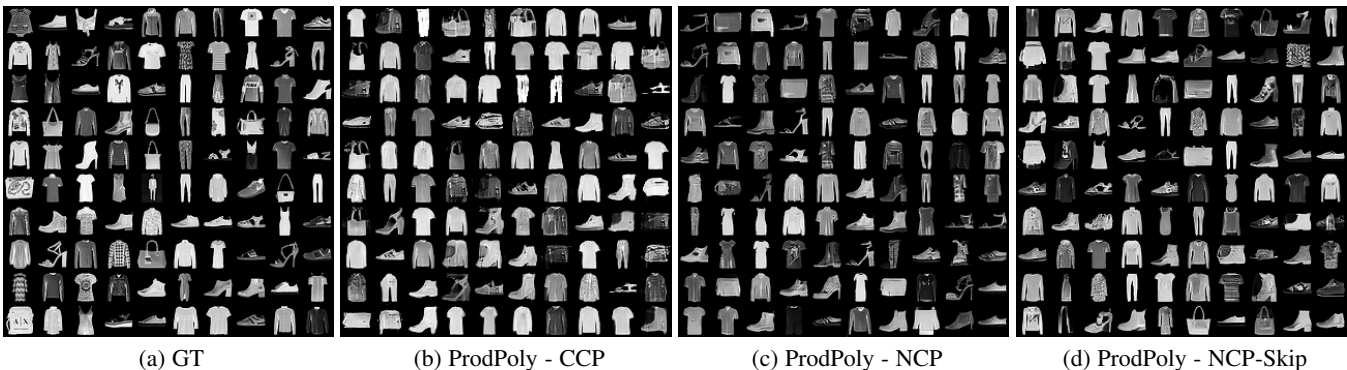 (a) GT
(b) ProdPoly - CCP
(c) ProdPoly - NCP
(d) ProdPoly - NCP-Skip